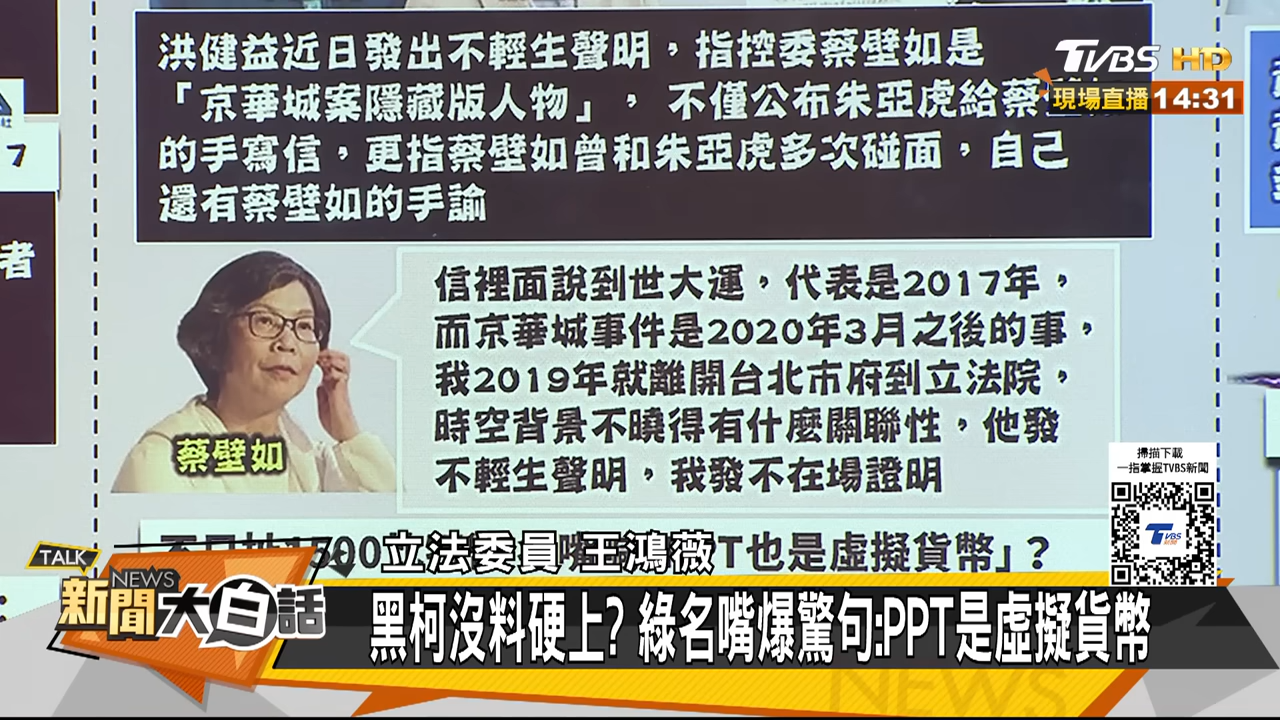 洪健益近日發出不輕生聲明，指控委蔡壁如是
「京華城案隱藏版人物」， 不僅公布朱亞虎給蔡
的手寫信，更指蔡壁如曾和朱亞虎多次碰面，自己
還有蔡壁如的手諭
TVBS HD
現場直播 14:31
7
者
信裡面說到世大運，代表是2017年，
而京華城事件是2020年3月之後的事，
我2019年就離開台北市府到立法院，
時空背景不曉得有什麼關聯性，他發
不輕生聲明，我發不在場證明
蔡壁如
掃描下載
一指掌握TVBS新聞
TVBS
新聞
T也是虛擬貨幣」？
立法委員 王鴻薇
TALK
NEWS
新聞大白話
黑柯沒料硬上? 綠名嘴爆驚句:PPT是虛擬貨幣
NEWS